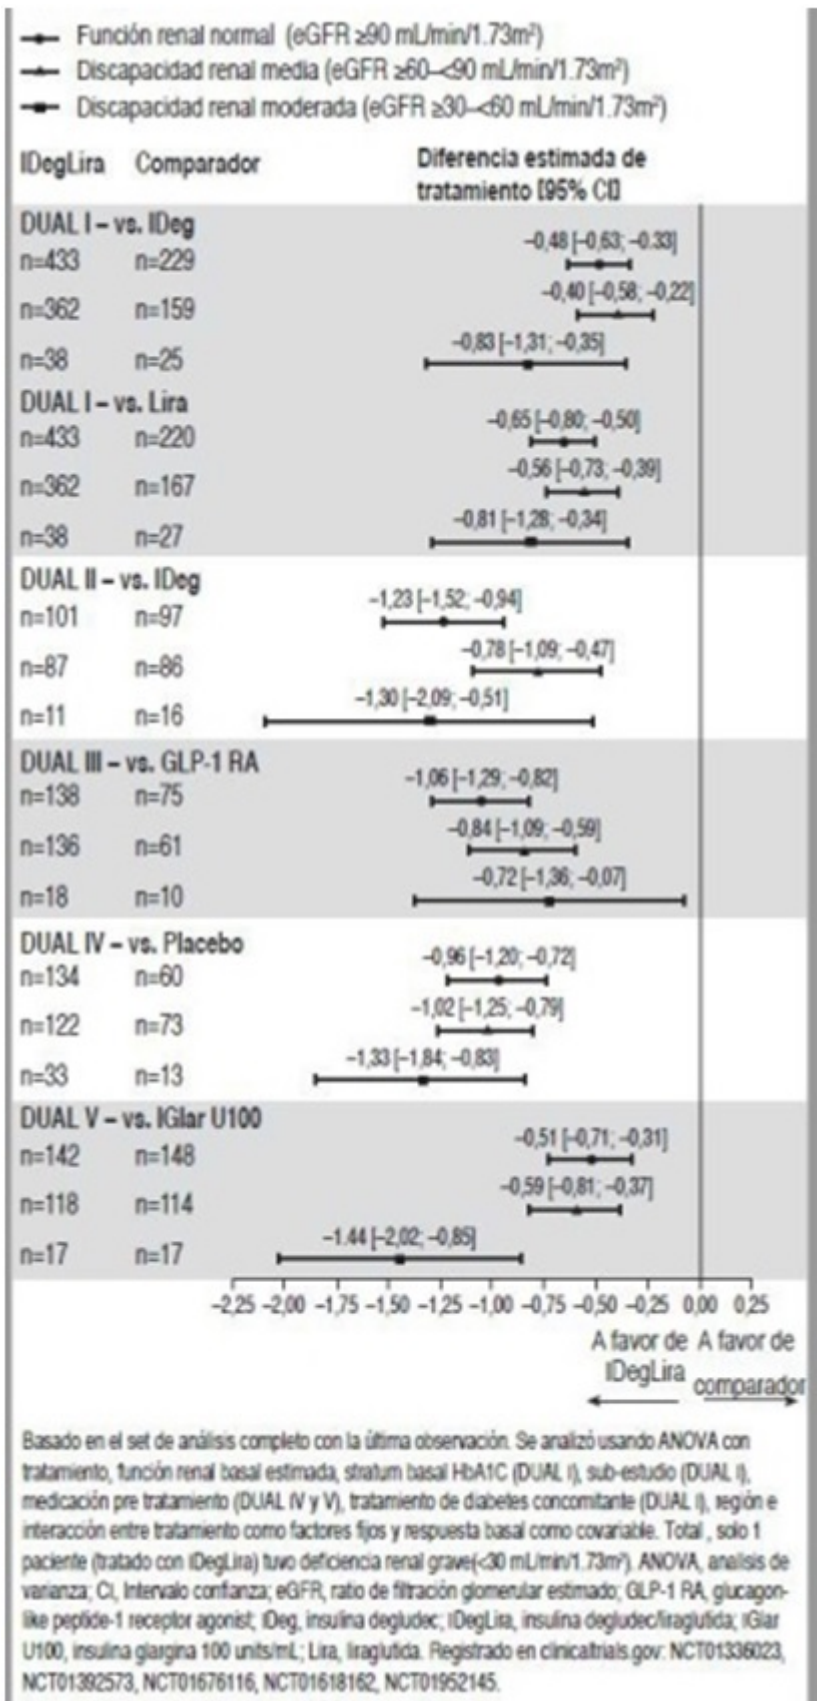 Función renal normal (eGFR ≥90 mL/min/1.73m²)
Discapacidad renal media (eGFR ≥60–<90 mL/min/1.73m²)
Discapacidad renal moderada (eGFR ≥30–<60 mL/min/1.73m²)
IDegLira Comparador Diferencia estimada de
tratamiento [95% CI]
DUAL I – vs. IDeg
n=433 n=229 –0,48 [–0,63; –0.33]
n=362 n=159 –0,40 [–0,58; –0,22]
n=38 n=25 –0,83 [–1,31; –0,35]
DUAL I – vs. Lira
n=433 n=220 –0,65 [–0,80; –0,50]
n=362 n=167 –0,56 [–0,73; –0,39]
n=38 n=27 –0,81 [–1,28; –0,34]
DUAL II – vs. IDeg
n=101 n=97 –1,23 [–1,52; –0,94]
n=87 n=86 –0,78 [–1,09; –0,47]
n=11 n=16 –1,30 [–2,09; –0,51]
DUAL III – vs. GLP-1 RA
n=138 n=75 –1,06 [–1,29; –0,82]
n=136 n=61 –0,84 [–1,09; –0,59]
n=18 n=10 –0,72 [–1,36; –0,07]
DUAL IV – vs. Placebo
n=134 n=60 –0,96 [–1,20; –0,72]
n=122 n=73 –1,02 [–1,25; –0,79]
n=33 n=13 –1,33 [–1,84; –0,83]
DUAL V – vs. IGlar U100
n=142 n=148 –0,51 [–0,71; –0,31]
n=118 n=114 –0,59 [–0,81; –0,37]
n=17 n=17 –1.44 [–2,02; –0,85]
–2,25 –2,00 –1,75 –1,50 –1,25 –1,00 –0,75 –0,50 –0,25 0,00 0,25
A favor de IDegLira
A favor de comparador
Basado en el set de análisis completo con la última observación. Se analizó usando ANOVA con
tratamiento, función renal basal estimada, stratum basal HbA1C (DUAL I), sub-estudio (DUAL I),
medicación pre tratamiento (DUAL IV y V), tratamiento de diabetes concomitante (DUAL I), región e
interacción entre tratamiento como factores fijos y respuesta basal como covariable. Total , solo 1
paciente (tratado con IDegLira) tuvo deficiencia renal grave(<30 mL/min/1.73m²). ANOVA, analisis de
varianza; CI, Intervalo confianza; eGFR, ratio de filtración glomerular estimado; GLP-1 RA, glucagon-
like peptide-1 receptor agonist; IDeg, insulina degludec; IDegLira, insulina degludec/liraglutida; IGlar
U100, insulina glargina 100 units/mL; Lira, liraglutida. Registrado en clinicaltrials.gov: NCT01336023,
NCT01392573, NCT01676116, NCT01618162, NCT01952145.